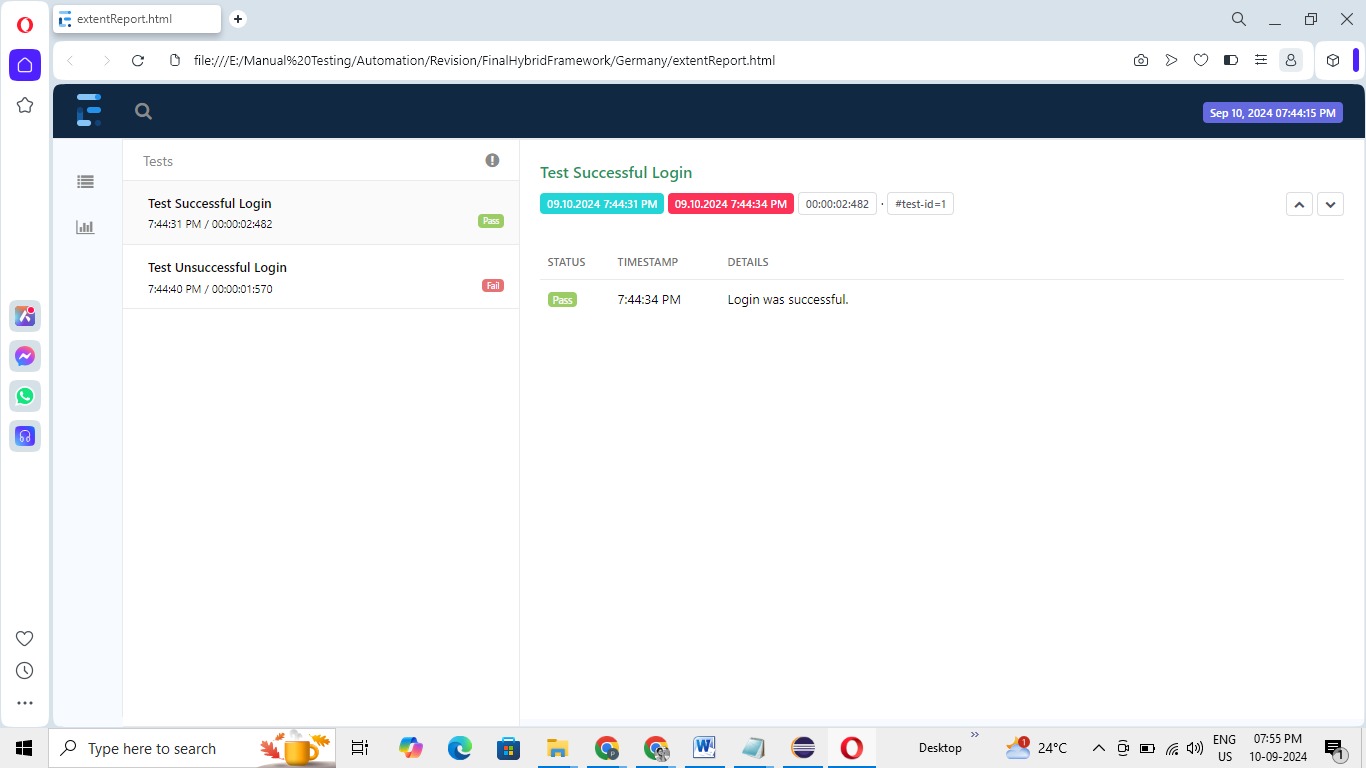 extentReport.html
file:///E:/Manual%20Testing/Automation/Revision/FinalHybridFramework/Germany/extentReport.html
Sep 10, 2024 07:44:15 PM
Tests
Test Successful Login
7:44:31 PM / 00:00:02:482
Pass
Test Unsuccessful Login
7:44:40 PM / 00:00:01:570
Fail
Test Successful Login
09.10.2024 7:44:31 PM 09.10.2024 7:44:34 PM 00:00:02:482 · #test-id=1
STATUS TIMESTAMP DETAILS
Pass 7:44:34 PM Login was successful.
Type here to search
Desktop
»
1
24°C
ENG
US
07:55 PM
10-09-2024
1